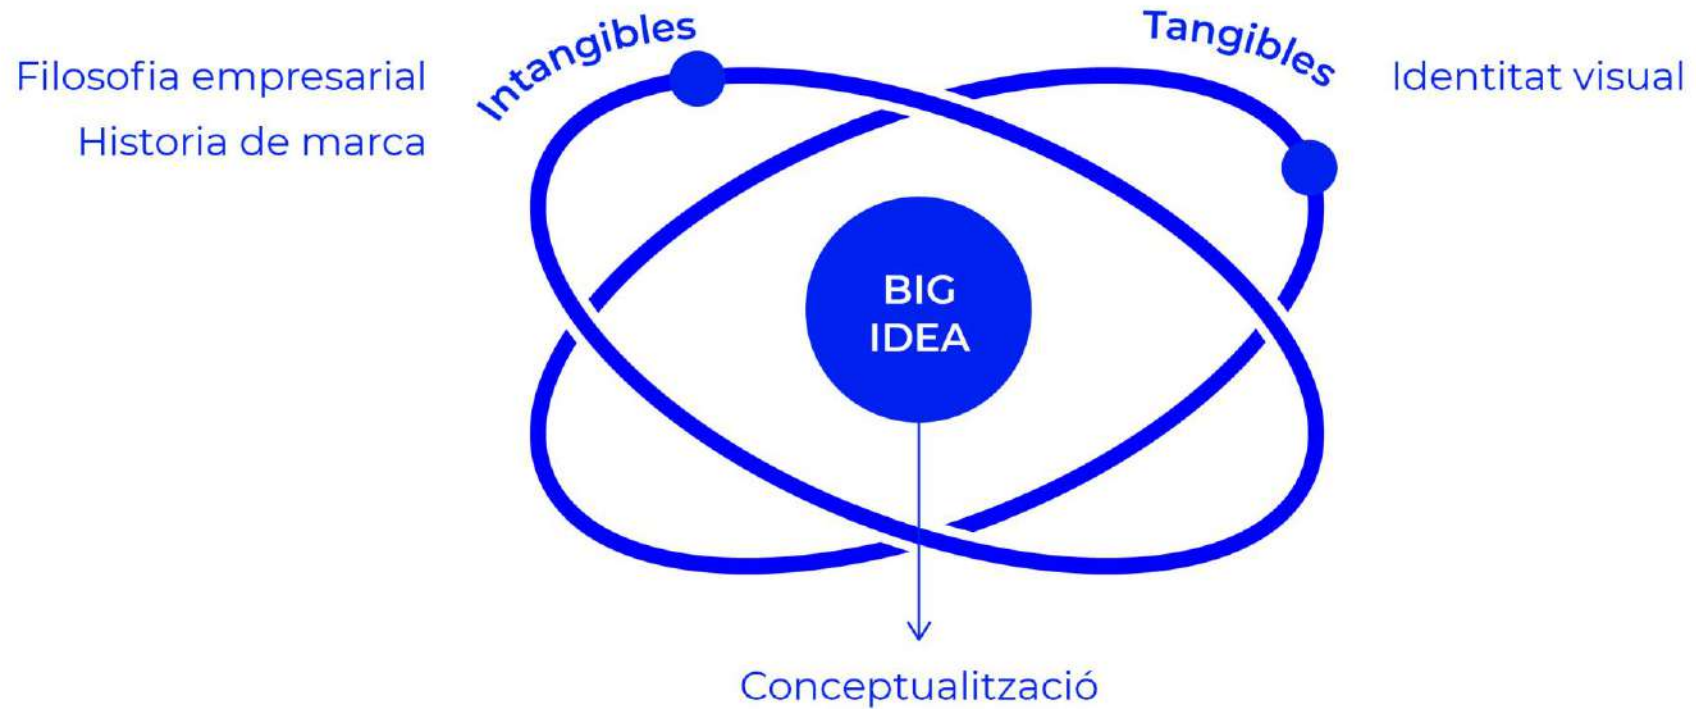 Intangibles
Tangibles
Filosofia empresarial
Historia de marca
Identitat visual
BIG
IDEA
Conceptualització